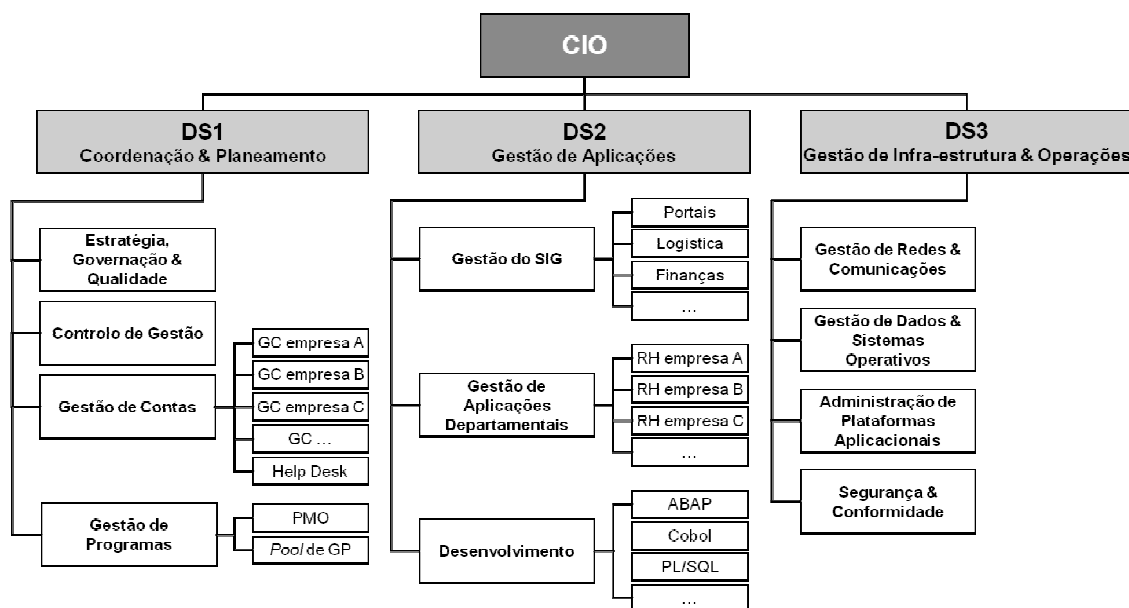 CIO
DS1
Coordenação & Planeamento
Estratégia,
Governação &
Qualidade
Controlo de Gestão
Gestão de Contas
GC empresa A
GC empresa B
GC empresa C
GC ...
Help Desk
Gestão de
Programas
PMO
Pool de GP
DS2
Gestão de Aplicações
Gestão do SIG
Portais
Logística
Finanças
...
Gestão de
Aplicações
Departamentais
RH empresa A
RH empresa B
RH empresa C
...
Desenvolvimento
ABAP
Cobol
PL/SQL
...
DS3
Gestão de Infra-estrutura & Operações
Gestão de Redes &
Comunicações
Gestão de Dados &
Sistemas
Operativos
Administração de
Plataformas
Aplicacionais
Segurança &
Conformidade